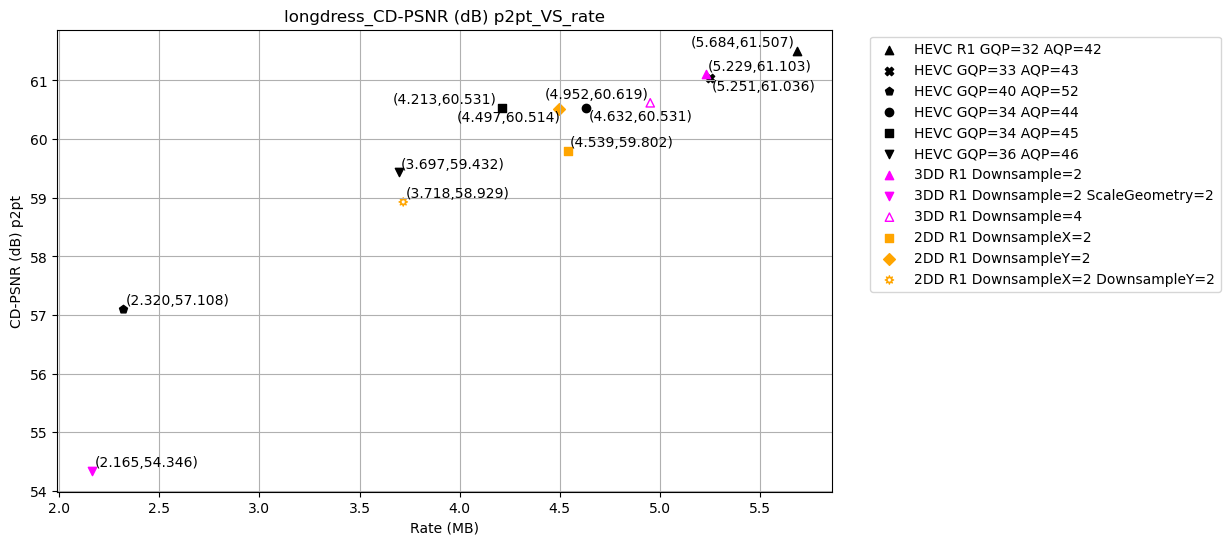 longdress_CD-PSNR (dB) p2pt_VS_rate
(5.684,61.507)
(5.229,61.103)
(5.251,61.036)
(4.952,60.619)
(4.213,60.531)
(4.497,60.514)
(4.632,60.531)
(4.539,59.802)
(3.697,59.432)
(3.718,58.929)
(2.320,57.108)
(2.165,54.346)
61
60
59
58
57
56
55
54
CD-PSNR (dB) p2pt
2.0 2.5 3.0 3.5 4.0 4.5 5.0 5.5
Rate (MB)
HEVC R1 GQP=32 AQP=42
HEVC GQP=33 AQP=43
HEVC GQP=40 AQP=52
HEVC GQP=34 AQP=44
HEVC GQP=34 AQP=45
HEVC GQP=36 AQP=46
3DD R1 Downsample=2
3DD R1 Downsample=2 ScaleGeometry=2
3DD R1 Downsample=4
2DD R1 DownsampleX=2
2DD R1 DownsampleY=2
2DD R1 DownsampleX=2 DownsampleY=2